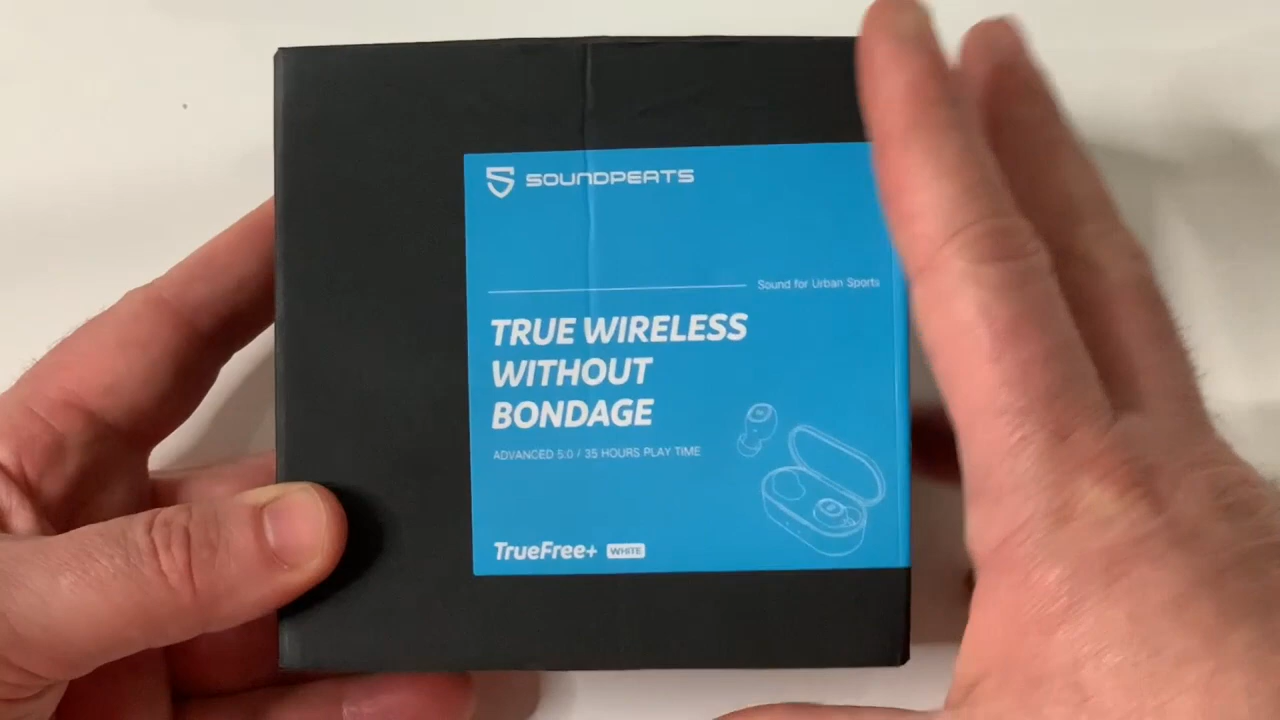 SOUNDPEATS
Sound for Urban Sports
TRUE WIRELESS
WITHOUT
BONDAGE
ADVANCED 5.0 / 35 HOURS PLAY TIME
TrueFree+ WHITE